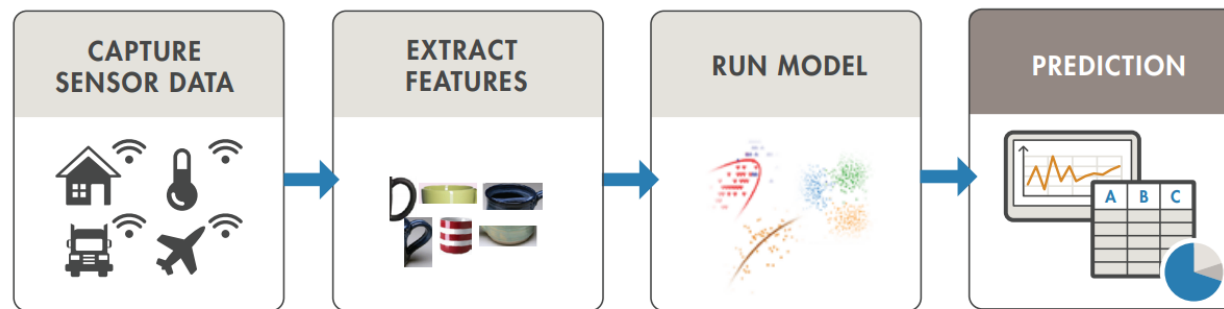 CAPTURE
SENSOR DATA
EXTRACT
FEATURES
RUN MODEL
PREDICTION
A B C